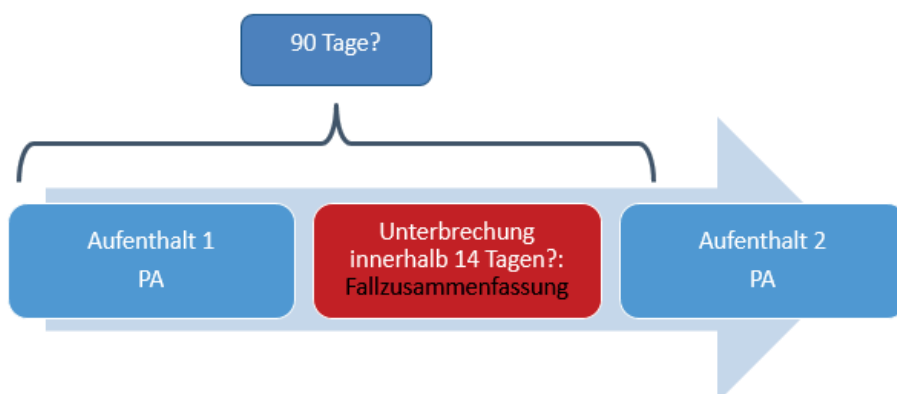 90 Tage?
Aufenthalt 1
PA
Unterbrechung
innerhalb 14 Tagen?:
Fallzusammenfassung
Aufenthalt 2
PA